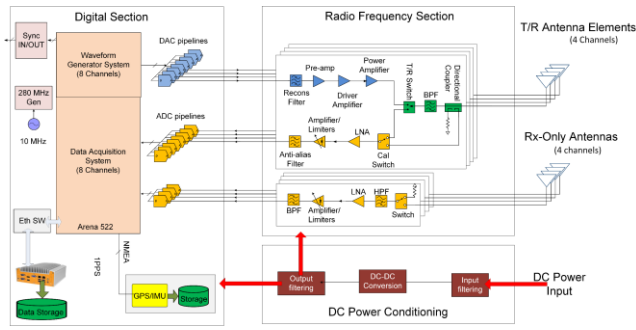 Digital Section
Sync
IN/OUT
280 MHz
Gen
10 MHz
Waveform
Generator System
(8 Channels)
Data Acquisition
System
(8 Channels)
Arena 522
DAC pipelines
ADC pipelines
Eth SW
Data Storage
NMEA
1PPS
GPS/IMU
Storage
Radio Frequency Section
Recons
Filter
Pre-amp
Driver
Amplifier
Power
Amplifier
T/R Switch
BPF
Directional
Coupler
Anti-alias
Filter
Amplifier/
Limiters
LNA
Cal
Switch
BPF
Amplifier/
Limiters
LNA
HPF
Switch
T/R Antenna Elements
(4 Channels)
Rx-Only Antennas
(4 channels)
Output
filtering
DC-DC
Conversion
Input
filtering
DC Power Conditioning
DC Power
Input